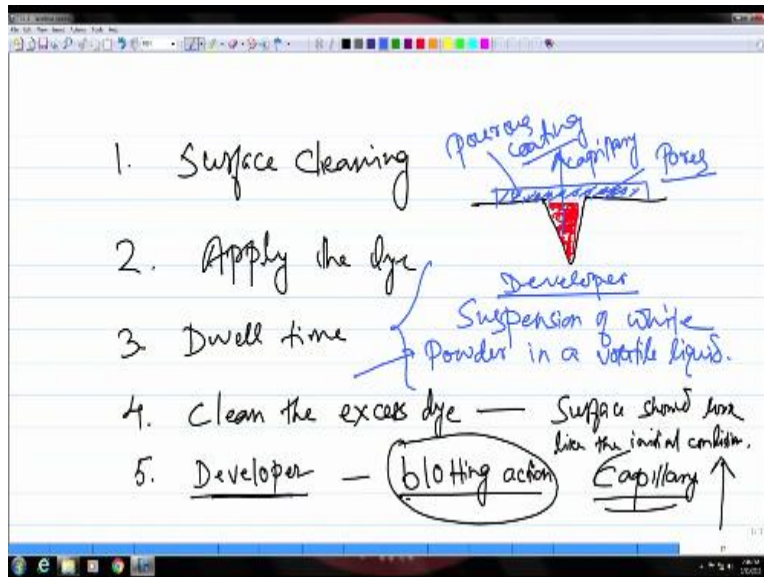 1. Surface cleaning
Pourous coating
capillary
Pores
2. Apply the dye
Developer
Suspension of white
Powder in a volatile liquid.
3. Dwell time
4. Clean the excess dye — Surface should look
like the initial condition.
5. Developer — blotting action Capillary